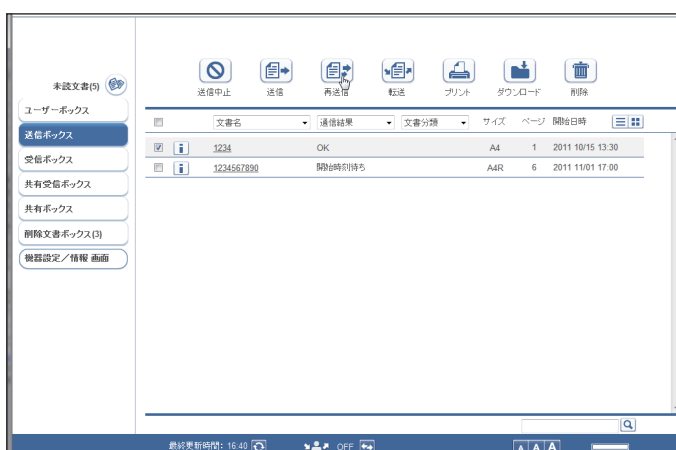 未読文書(5)
送信中止 送信 再送信 転送 プリント ダウンロード 削除
ユーザーボックス
送信ボックス
受信ボックス
共有受信ボックス
共有ボックス
削除文書ボックス(3)
機器設定／情報 画面
文書名 通信結果 文書分類 サイズ ページ 開始日時
1234 OK A4 1 2011 10/15 13:30
1234567890 開始時刻待ち A4R 6 2011 11/01 17:00
最終更新時間: 16:40 OFF A A A